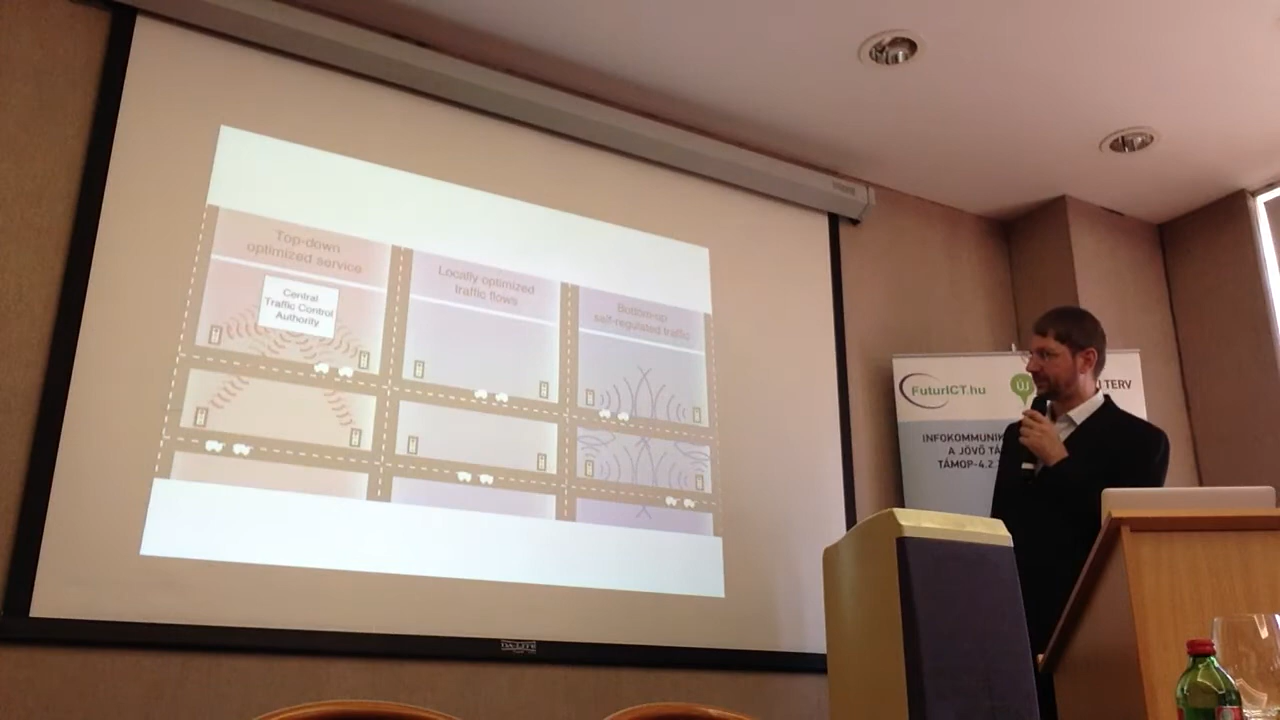 Top-down
optimized service
Central
Traffic Control
Authority
Locally optimized
traffic flows
Bottom-up
self-regulated traffic
DA-LITE
FuturICT.hu
ÚJ
TERV
INFOKOMMUNIK
A JÖVŐ TÁ
TÁMOP-4.2.